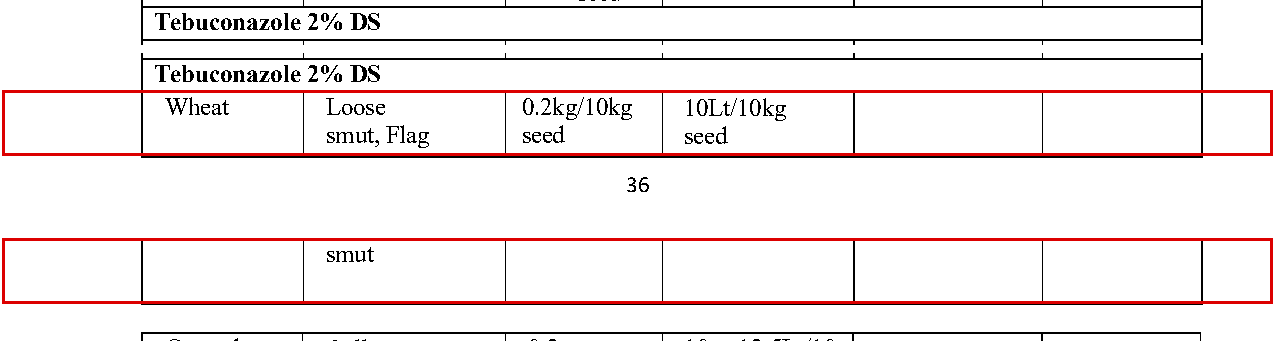 Tebuconazole 2% DS
Tebuconazole 2% DS
Wheat Loose 0.2kg/10kg 10Lt/10kg
smut, Flag seed seed
36
smut